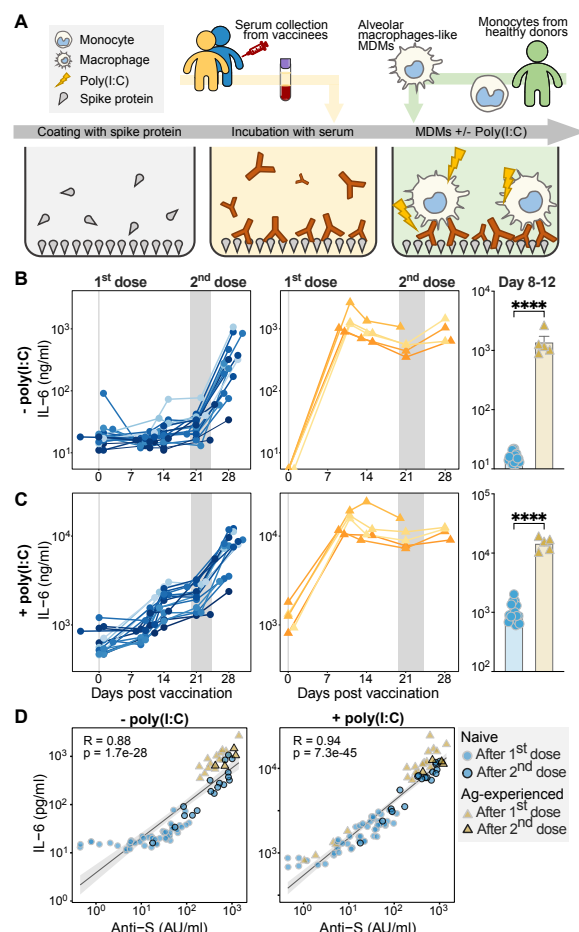 A
Monocyte
Macrophage
Poly(I:C)
Spike protein
Serum collection
from vaccinees
Alveolar
macrophages-like
MDMs
Monocytes from
healthy donors
Coating with spike protein
Incubation with serum
MDMs +/- Poly(I:C)
B
1st dose
2nd dose
1st dose
2nd dose
Day 8-12
- poly(I:C)
IL−6 (ng/ml)
10³
10²
10
0 7 14 21 28
10³
10²
10
0 7 14 21 28
****
10⁴
10³
10²
10¹
C
+ poly(I:C)
IL−6 (ng/ml)
10⁴
10³
0 7 14 21 28
Days post vaccination
10⁴
10³
0 7 14 21 28
Days post vaccination
****
10⁵
10⁴
10³
10²
D
- poly(I:C)
R = 0.88
p = 1.7e-28
IL−6 (pg/ml)
10³
10²
10¹
10⁰
10⁰ 10¹ 10² 10³
Anti−S (AU/ml)
+ poly(I:C)
R = 0.94
p = 7.3e-45
10⁴
10³
10⁰ 10¹ 10² 10³
Anti−S (AU/ml)
Naive
After 1st dose
After 2nd dose
Ag-experienced
After 1st dose
After 2nd dose